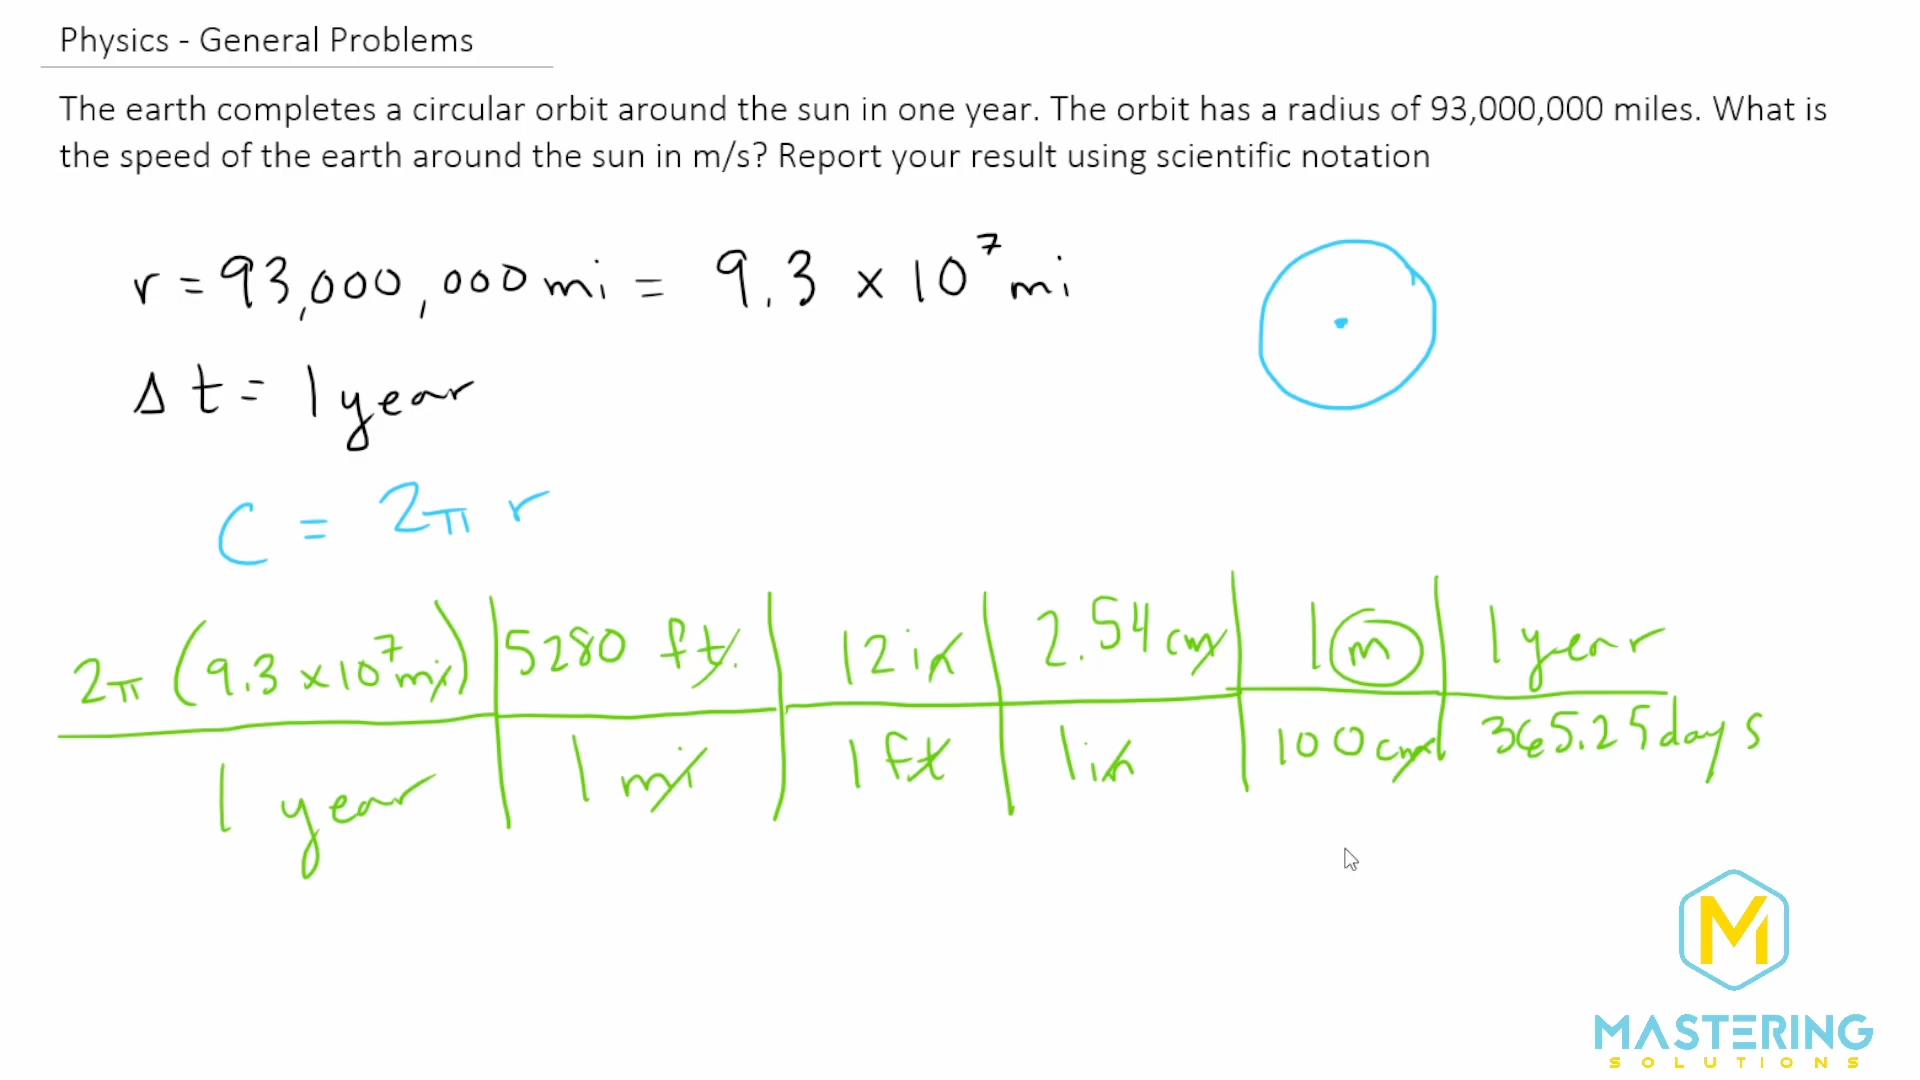 Physics - General Problems
The earth completes a circular orbit around the sun in one year. The orbit has a radius of 93,000,000 miles. What is
the speed of the earth around the sun in m/s? Report your result using scientific notation
r = 93,000,000 mi = 9.3 x 10⁷ mi
Δt = 1 year
C = 2π r
2π (9.3 x 10⁷ mi) 5280 ft. 12 in 2.54 cm 1 m 1 year
1 year 1 mi 1 ft 1 in 100 cm 365.25 days
M
MASTERING
SOLUTIONS